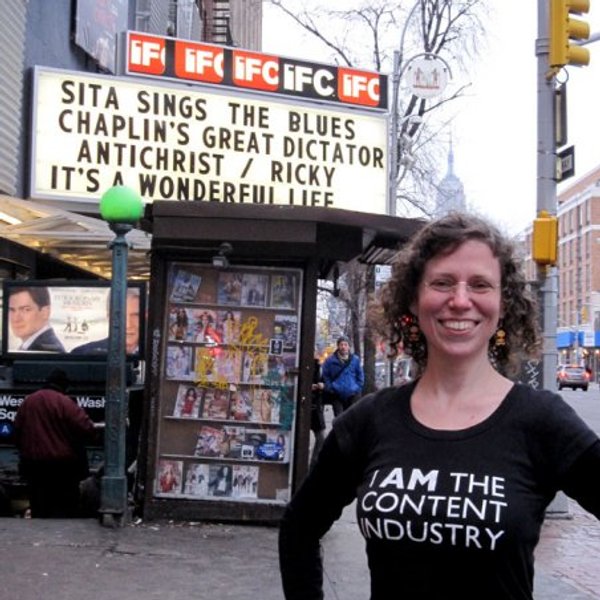 IFC IFC IFC IFC IFC
SITA SINGS THE BLUES
CHAPLIN'S GREAT DICTATOR
ANTICHRIST / RICKY
IT'S A WONDERFUL LIFE
I AM THE
CONTENT
INDUSTRY